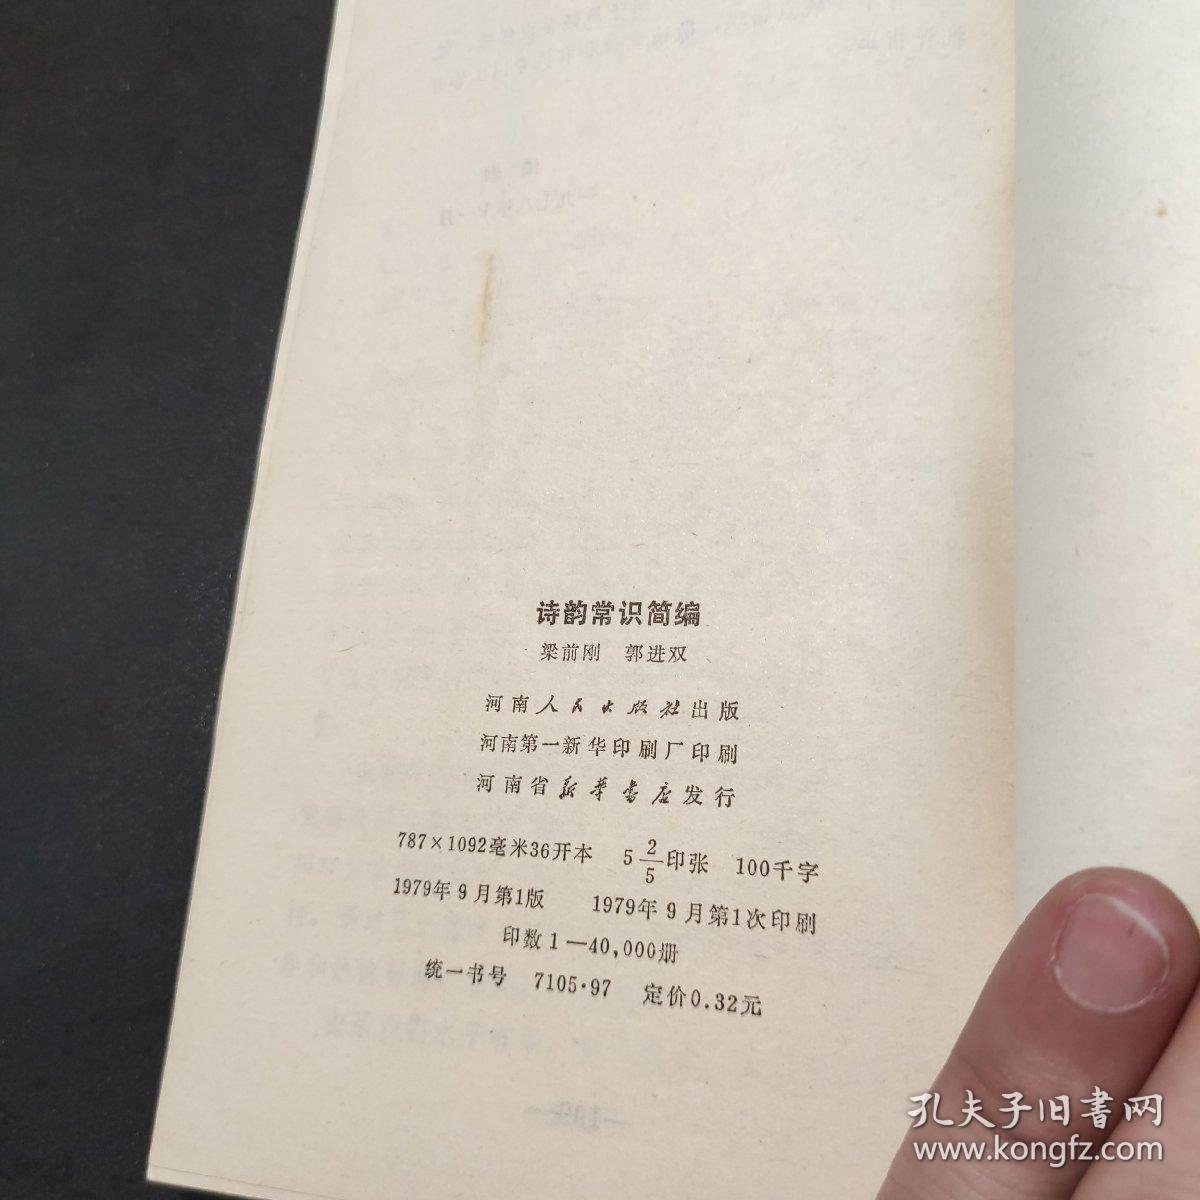 诗韵常识简编
梁前刚 郭进双
河南人民出版社出版
河南第一新华印刷厂印刷
河南省新华书店发行
787×1092毫米36开本 5 2/5印张 100千字
1979年9月第1版 1979年9月第1次印刷
印数1—40,000册
统一书号 7105·97 定价0.32元
孔夫子旧书网
www.kongfz.com